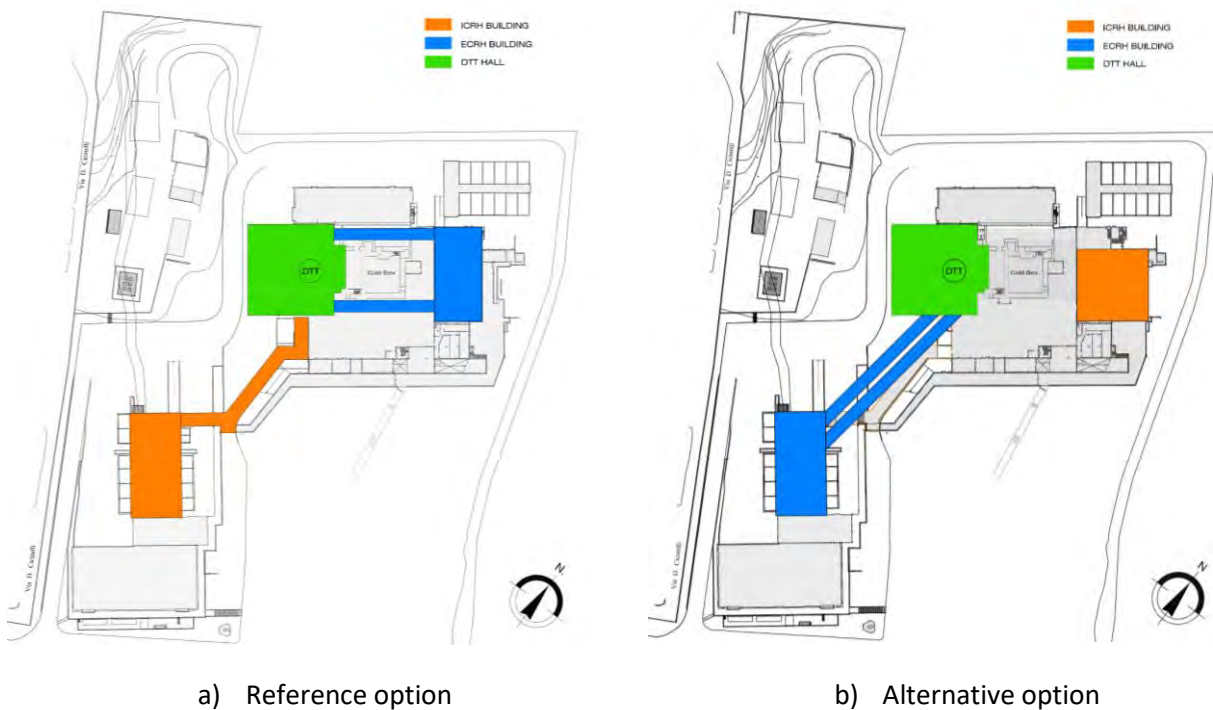 ICRH BUILDING
ECRH BUILDING
DTT HALL
DTT
Cold Box
N
ICRH BUILDING
ECRH BUILDING
DTT HALL
DTT
Cold Box
N
a) Reference option
b) Alternative option